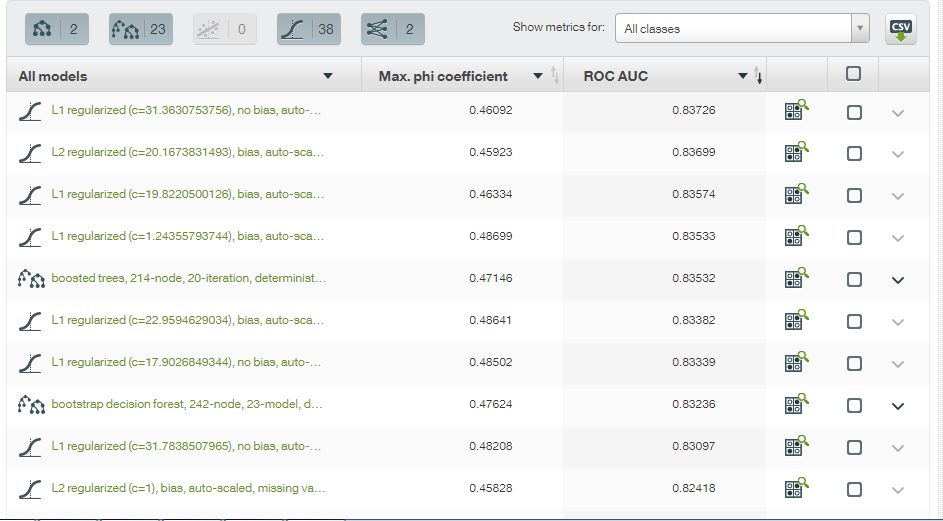 2 23 0 38 2 Show metrics for: All classes CSV
All models Max. phi coefficient ROC AUC
L1 regularized (c=31.3630753756), no bias, auto-... 0.46092 0.83726
L2 regularized (c=20.1673831493), bias, auto-sca... 0.45923 0.83699
L1 regularized (c=19.8220500126), bias, auto-sca... 0.46334 0.83574
L1 regularized (c=1.24355793744), bias, auto-sca... 0.48699 0.83533
boosted trees, 214-node, 20-iteration, determinist... 0.47146 0.83532
L1 regularized (c=22.9594629034), bias, auto-sca... 0.48641 0.83382
L1 regularized (c=17.9026849344), no bias, auto-... 0.48502 0.83339
bootstrap decision forest, 242-node, 23-model, d... 0.47624 0.83236
L1 regularized (c=31.7838507965), no bias, auto-... 0.48208 0.83097
L2 regularized (c=1), bias, auto-scaled, missing va... 0.45828 0.82418